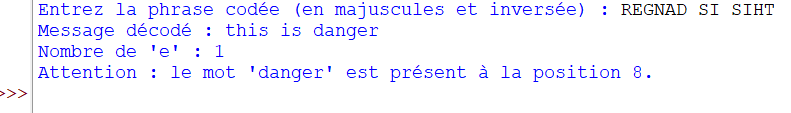 Entrez la phrase codée (en majuscules et inversée) : REGNAD SI SIHT
Message décodé : this is danger
Nombre de 'e' : 1
Attention : le mot 'danger' est présent à la position 8.
>>>